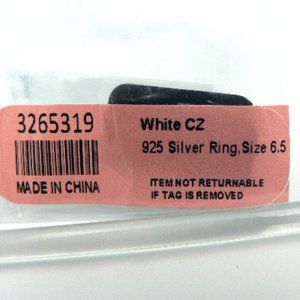 3265319
MADE IN CHINA
White CZ
925 Silver Ring,Size 6.5
ITEM NOT RETURNABLE
IF TAG IS REMOVED